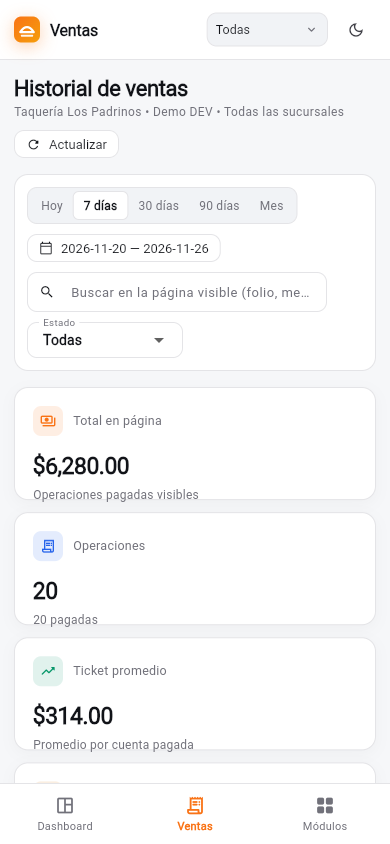 Ventas
Todas
Historial de ventas
Taquería Los Padrinos • Demo DEV • Todas las sucursales
Actualizar
Hoy
7 días
30 días
90 días
Mes
2026-11-20 — 2026-11-26
Buscar en la página visible (folio, me…
Estado
Todas
Total en página
$6,280.00
Operaciones pagadas visibles
Operaciones
20
20 pagadas
Ticket promedio
$314.00
Promedio por cuenta pagada
Dashboard
Ventas
Módulos